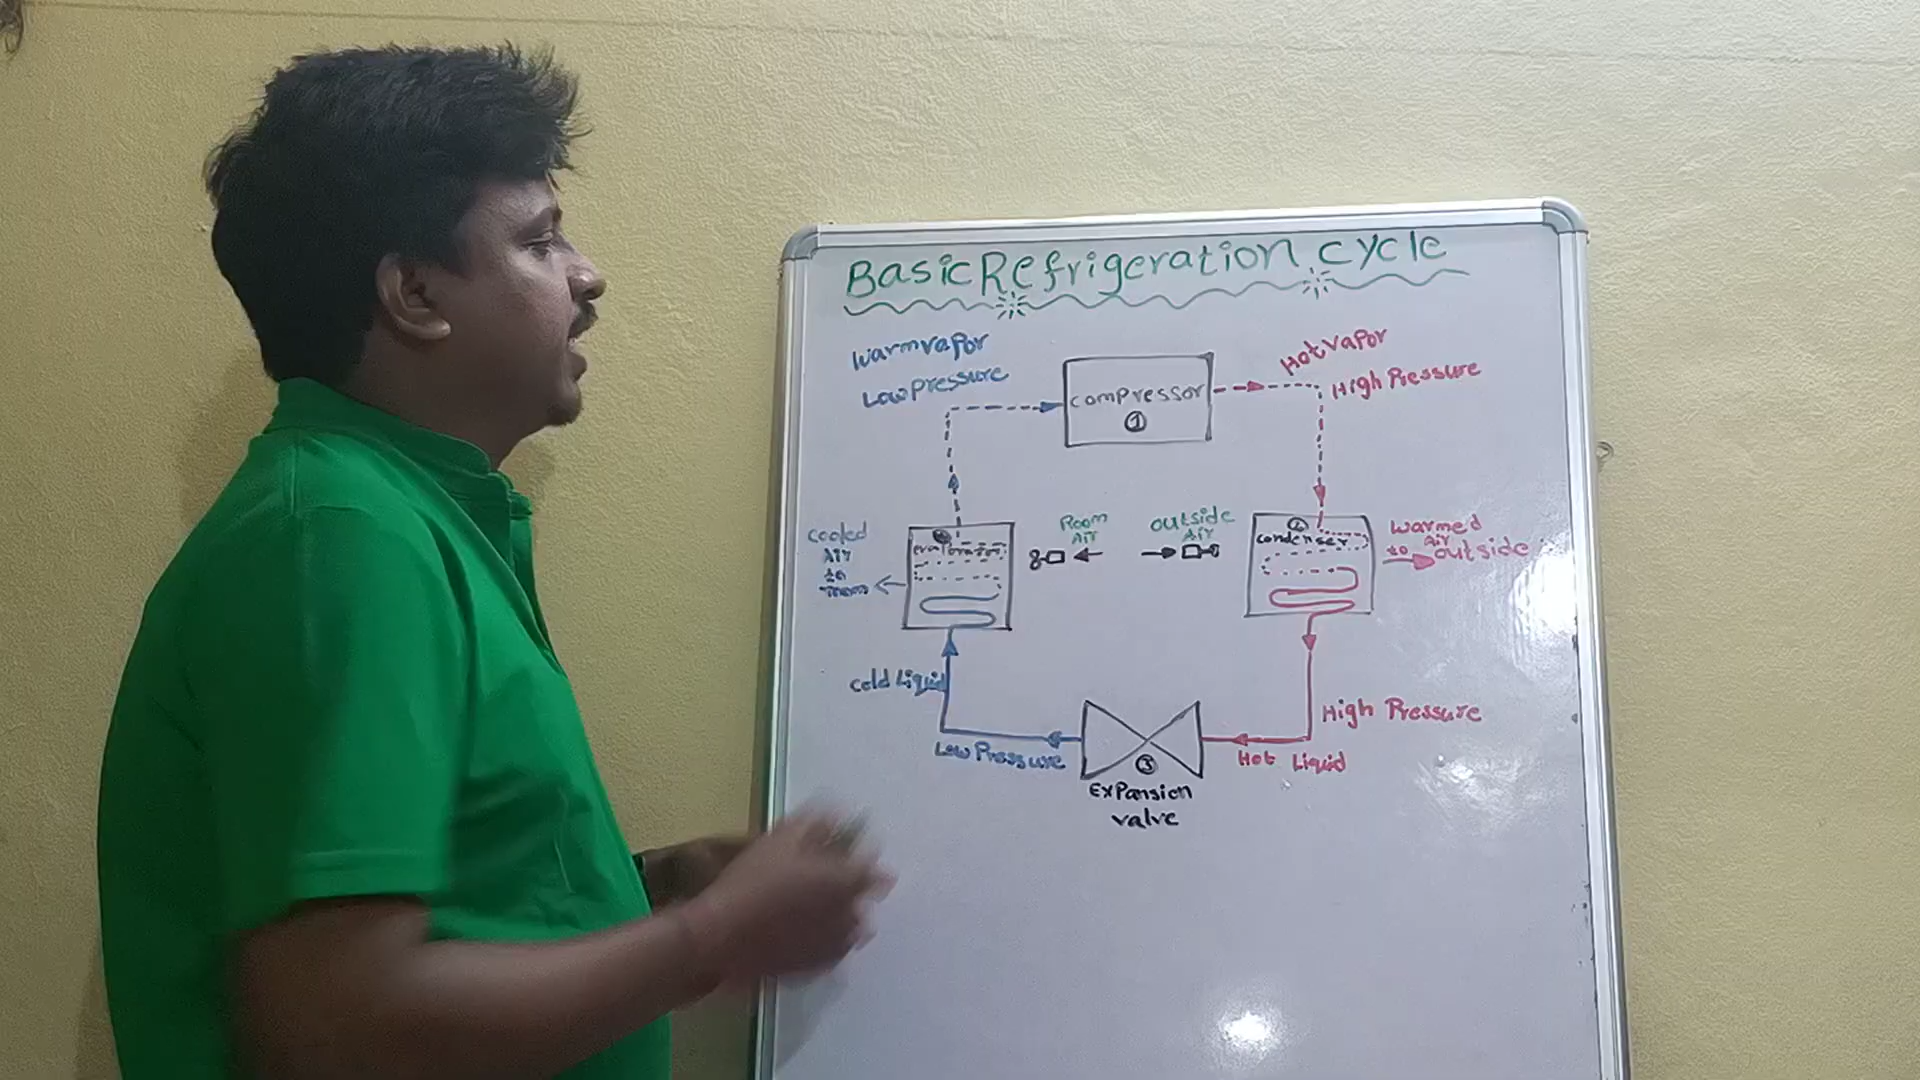 Basic Refrigeration cycle
Warm vapor
Low Pressure
compressor
1
Hot vapor
High Pressure
cooled
Air
to
evaporator
Room
Air
outside
Air
2
condenser
warmed
Air
to outside
cold Liquid
Low Pressure
3
Expansion
valve
High Pressure
Hot Liquid